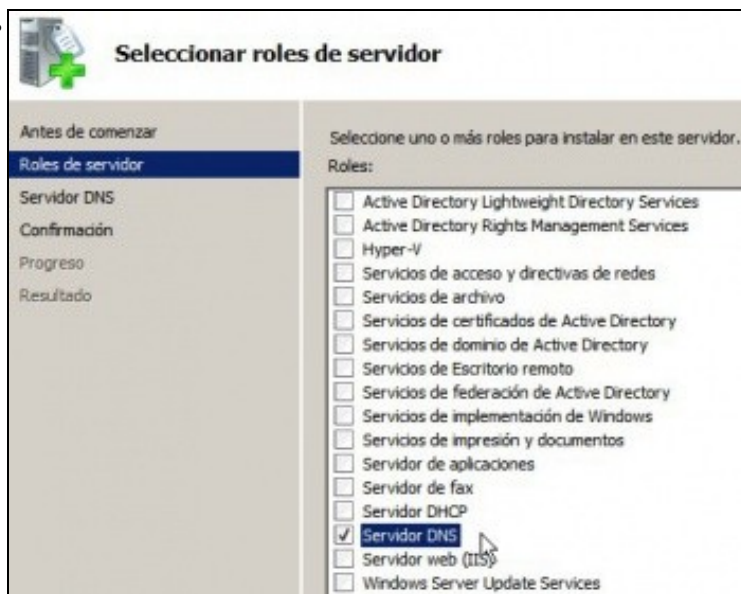 Seleccionar roles de servidor
Antes de comenzar
Roles de servidor
Servidor DNS
Confirmación
Progreso
Resultado
Seleccione uno o más roles para instalar en este servidor.
Roles:
Active Directory Lightweight Directory Services
Active Directory Rights Management Services
Hyper-V
Servicios de acceso y directivas de redes
Servicios de archivo
Servicios de certificados de Active Directory
Servicios de dominio de Active Directory
Servicios de Escritorio remoto
Servicios de federación de Active Directory
Servicios de implementación de Windows
Servicios de impresión y documentos
Servidor de aplicaciones
Servidor de fax
Servidor DHCP
Servidor DNS
Servidor web (IIS)
Windows Server Update Services